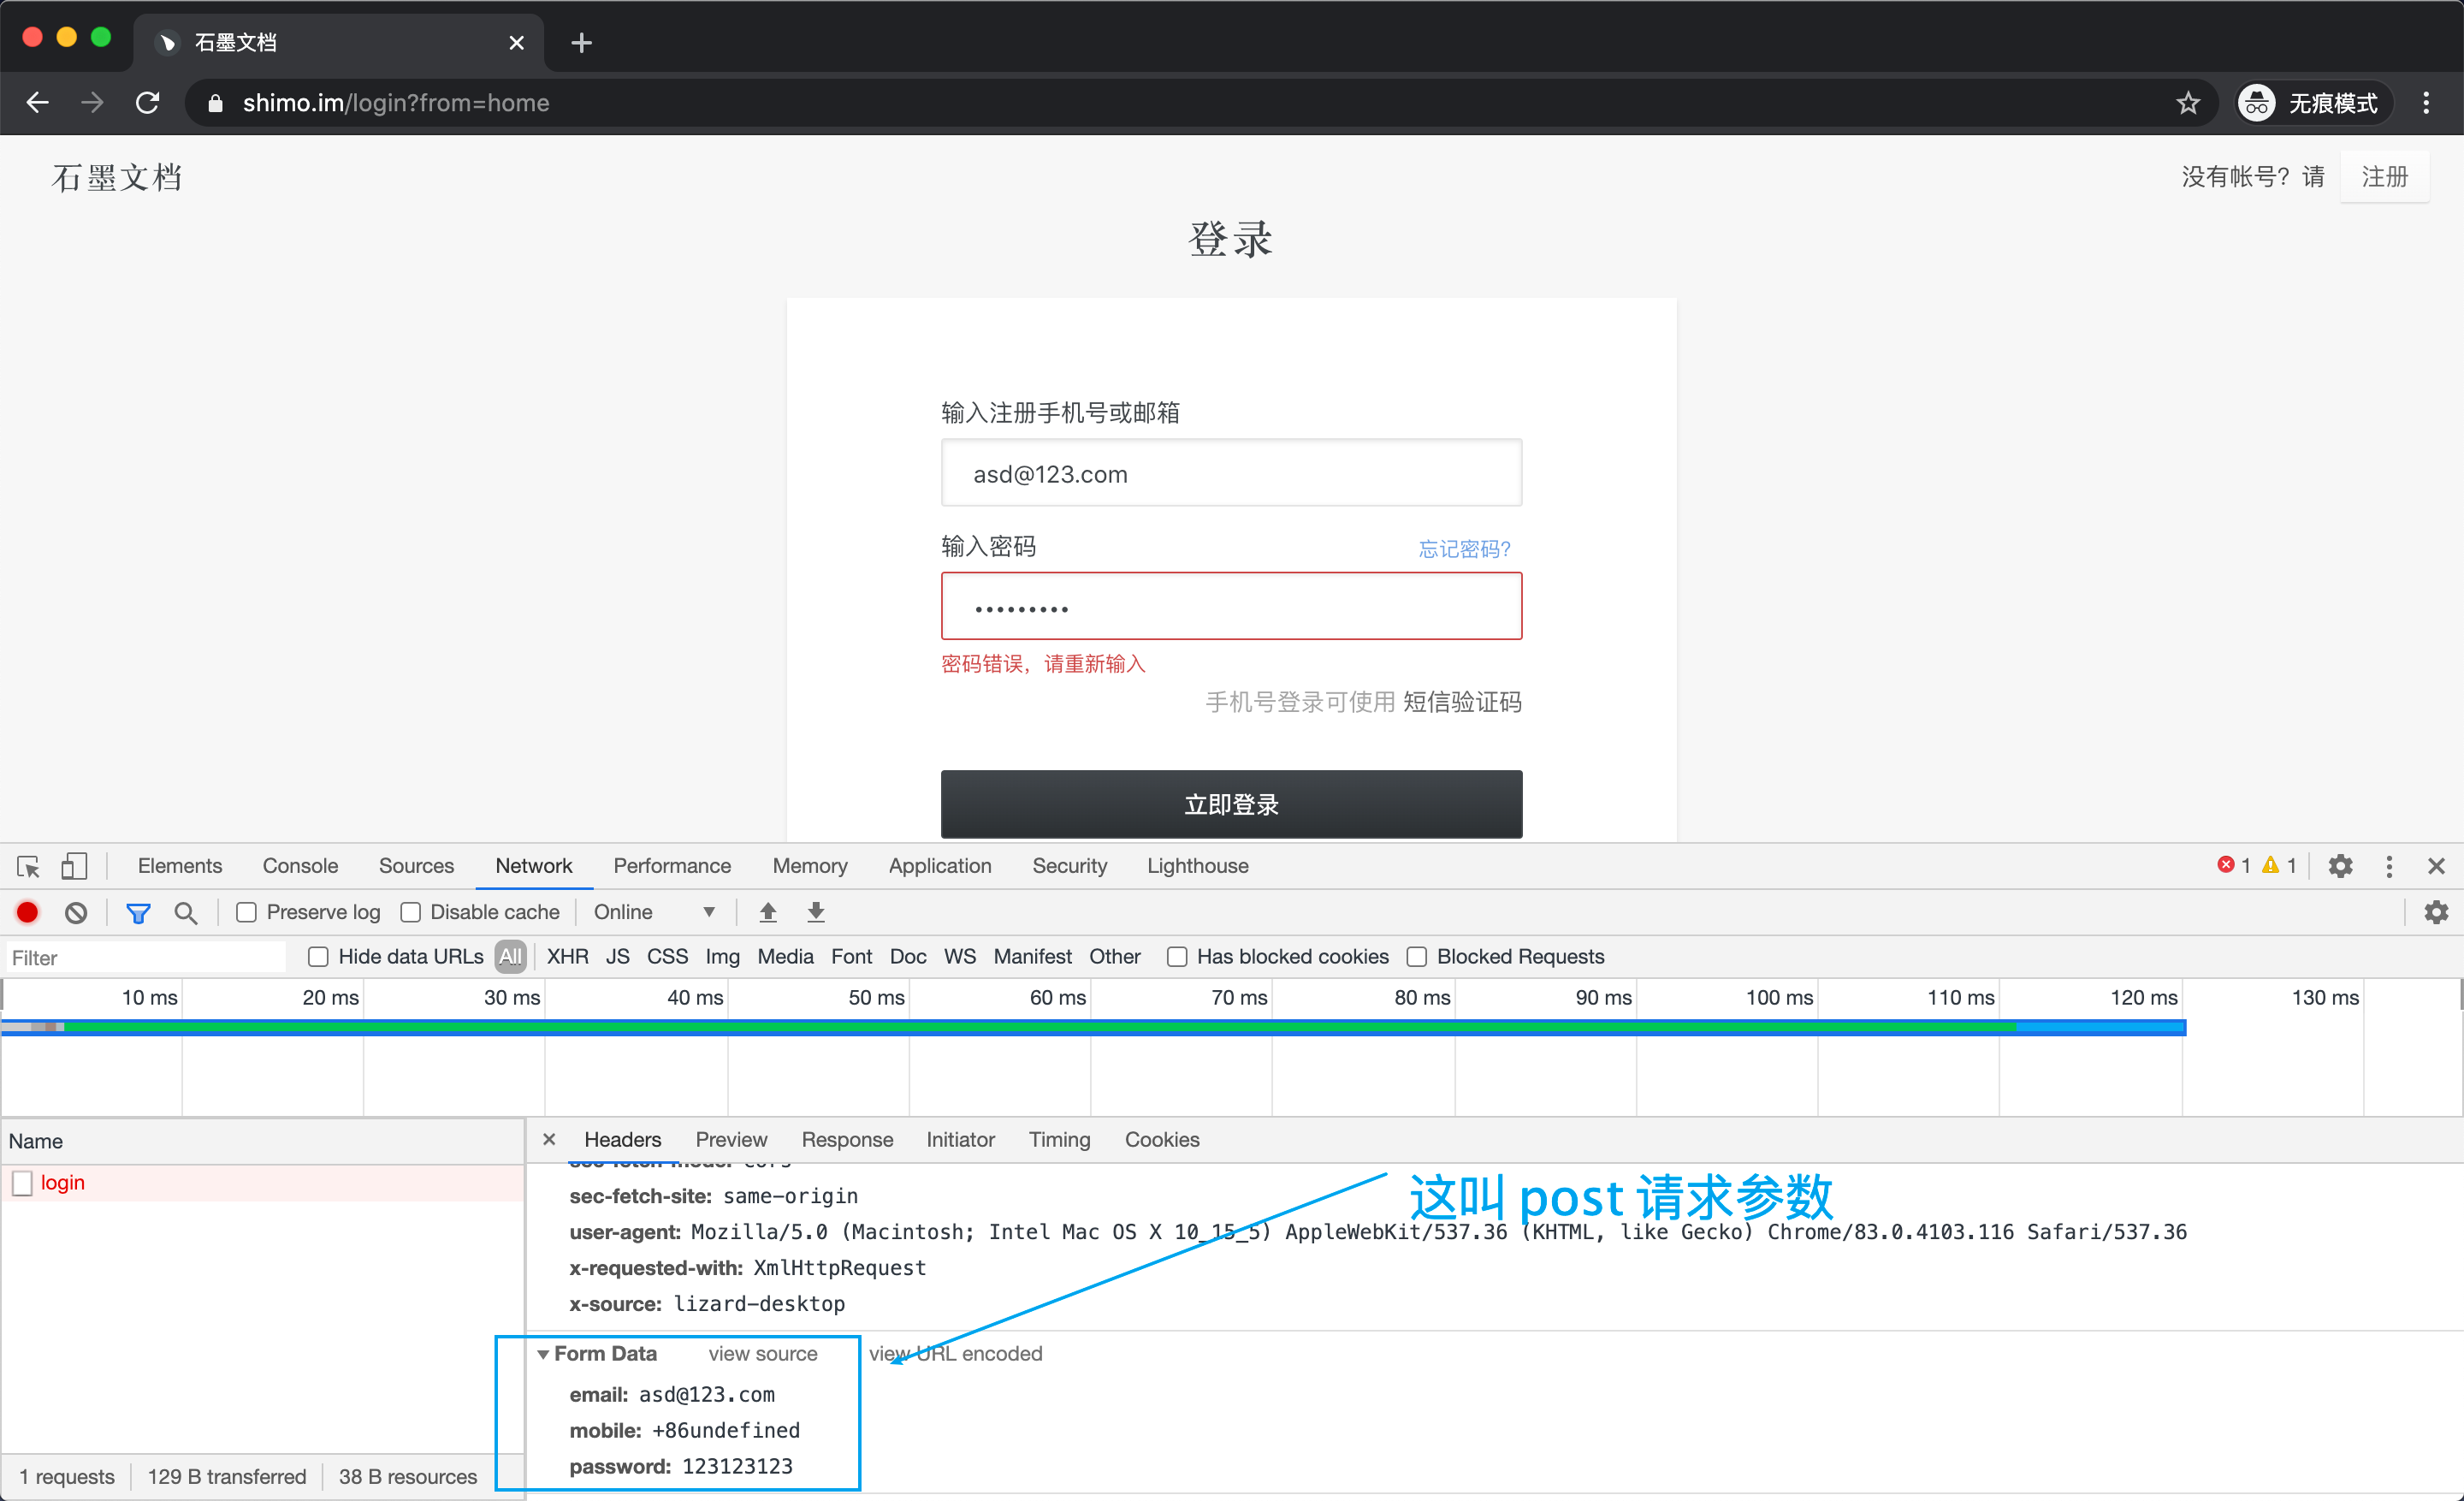 石墨文档
shimo.im/login?from=home
无痕模式
石墨文档
没有帐号？请 注册
登录
输入注册手机号或邮箱
asd@123.com
输入密码 忘记密码?
•••••••••
密码错误，请重新输入
手机号登录可使用 短信验证码
立即登录
Elements Console Sources Network Performance Memory Application Security Lighthouse 1 1
Preserve log Disable cache Online
Filter Hide data URLs All XHR JS CSS Img Media Font Doc WS Manifest Other Has blocked cookies Blocked Requests
10 ms 20 ms 30 ms 40 ms 50 ms 60 ms 70 ms 80 ms 90 ms 100 ms 110 ms 120 ms 130 ms
Name
login
1 requests 129 B transferred 38 B resources
Headers Preview Response Initiator Timing Cookies
sec-fetch-mode: cors
sec-fetch-site: same-origin
这叫 post 请求参数
user-agent: Mozilla/5.0 (Macintosh; Intel Mac OS X 10_15_5) AppleWebKit/537.36 (KHTML, like Gecko) Chrome/83.0.4103.116 Safari/537.36
x-requested-with: XmlHttpRequest
x-source: lizard-desktop
Form Data view source view URL encoded
email: asd@123.com
mobile: +86undefined
password: 123123123